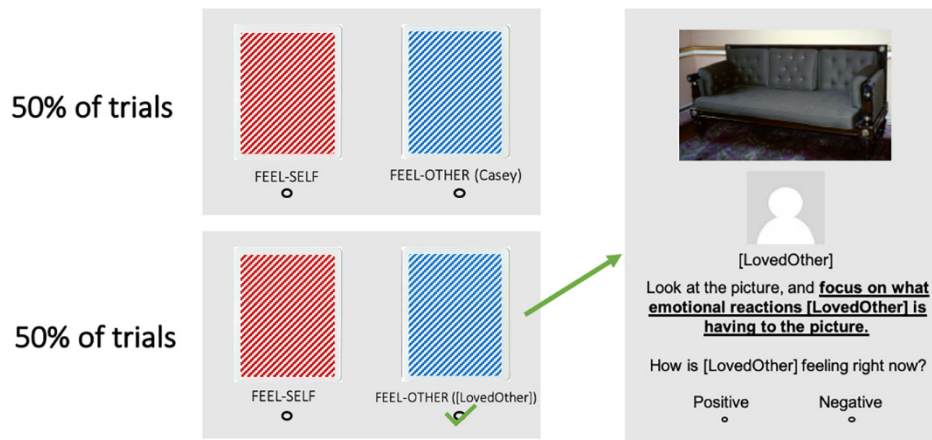 50% of trials
FEEL-SELF
FEEL-OTHER (Casey)
50% of trials
FEEL-SELF
FEEL-OTHER ([LovedOther])
[LovedOther]
Look at the picture, and focus on what
emotional reactions [LovedOther] is
having to the picture.
How is [LovedOther] feeling right now?
Positive
Negative